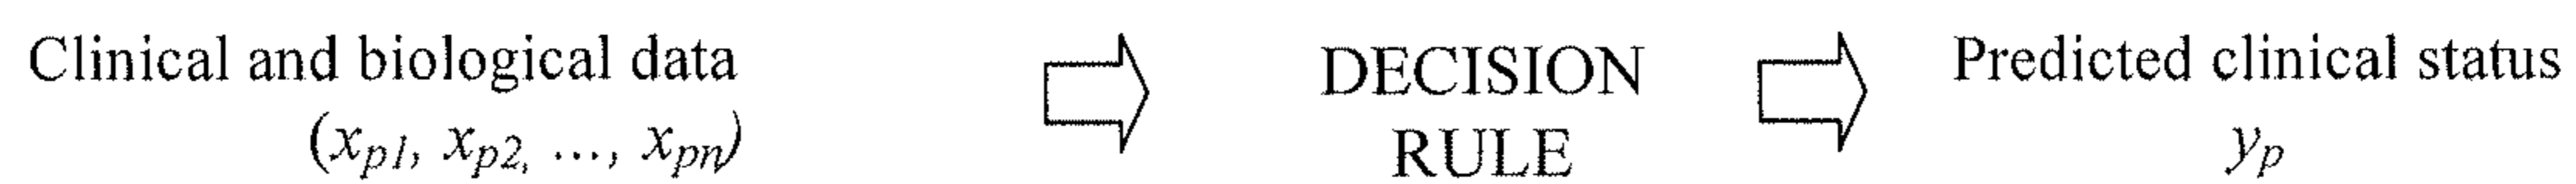 Clinical and biological data
(xp1, xp2, ..., xpn)
DECISION
RULE
Predicted clinical status
yp